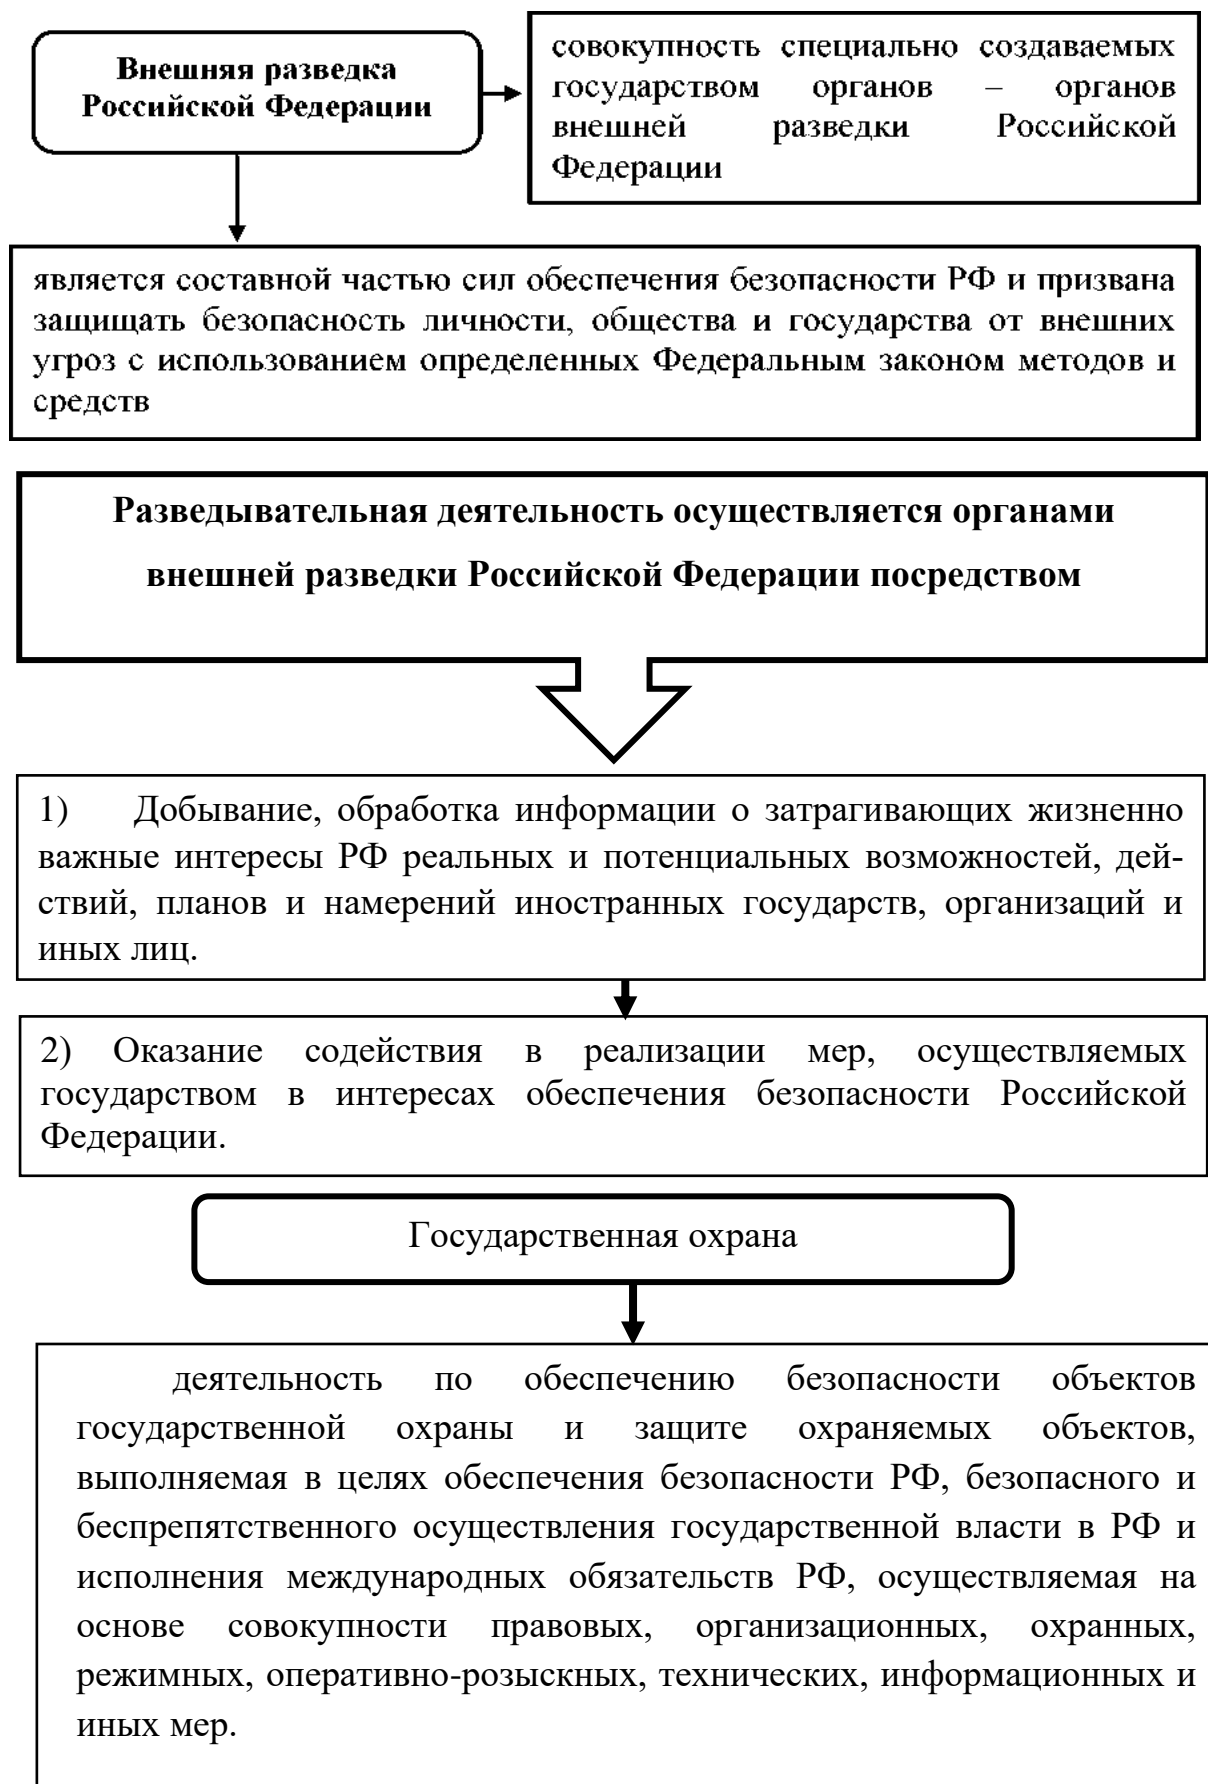 Внешняя разведка
Российской Федерации
совокупность специально создаваемых
государством органов – органов
внешней разведки Российской
Федерации
является составной частью сил обеспечения безопасности РФ и призвана
защищать безопасность личности, общества и государства от внешних
угроз с использованием определенных Федеральным законом методов и
средств
Разведывательная деятельность осуществляется органами
внешней разведки Российской Федерации посредством
1) Добывание, обработка информации о затрагивающих жизненно
важные интересы РФ реальных и потенциальных возможностей, дей-
ствий, планов и намерений иностранных государств, организаций и
иных лиц.
2) Оказание содействия в реализации мер, осуществляемых
государством в интересах обеспечения безопасности Российской
Федерации.
Государственная охрана
деятельность по обеспечению безопасности объектов
государственной охраны и защите охраняемых объектов,
выполняемая в целях обеспечения безопасности РФ, безопасного и
беспрепятственного осуществления государственной власти в РФ и
исполнения международных обязательств РФ, осуществляемая на
основе совокупности правовых, организационных, охранных,
режимных, оперативно-розыскных, технических, информационных и
иных мер.